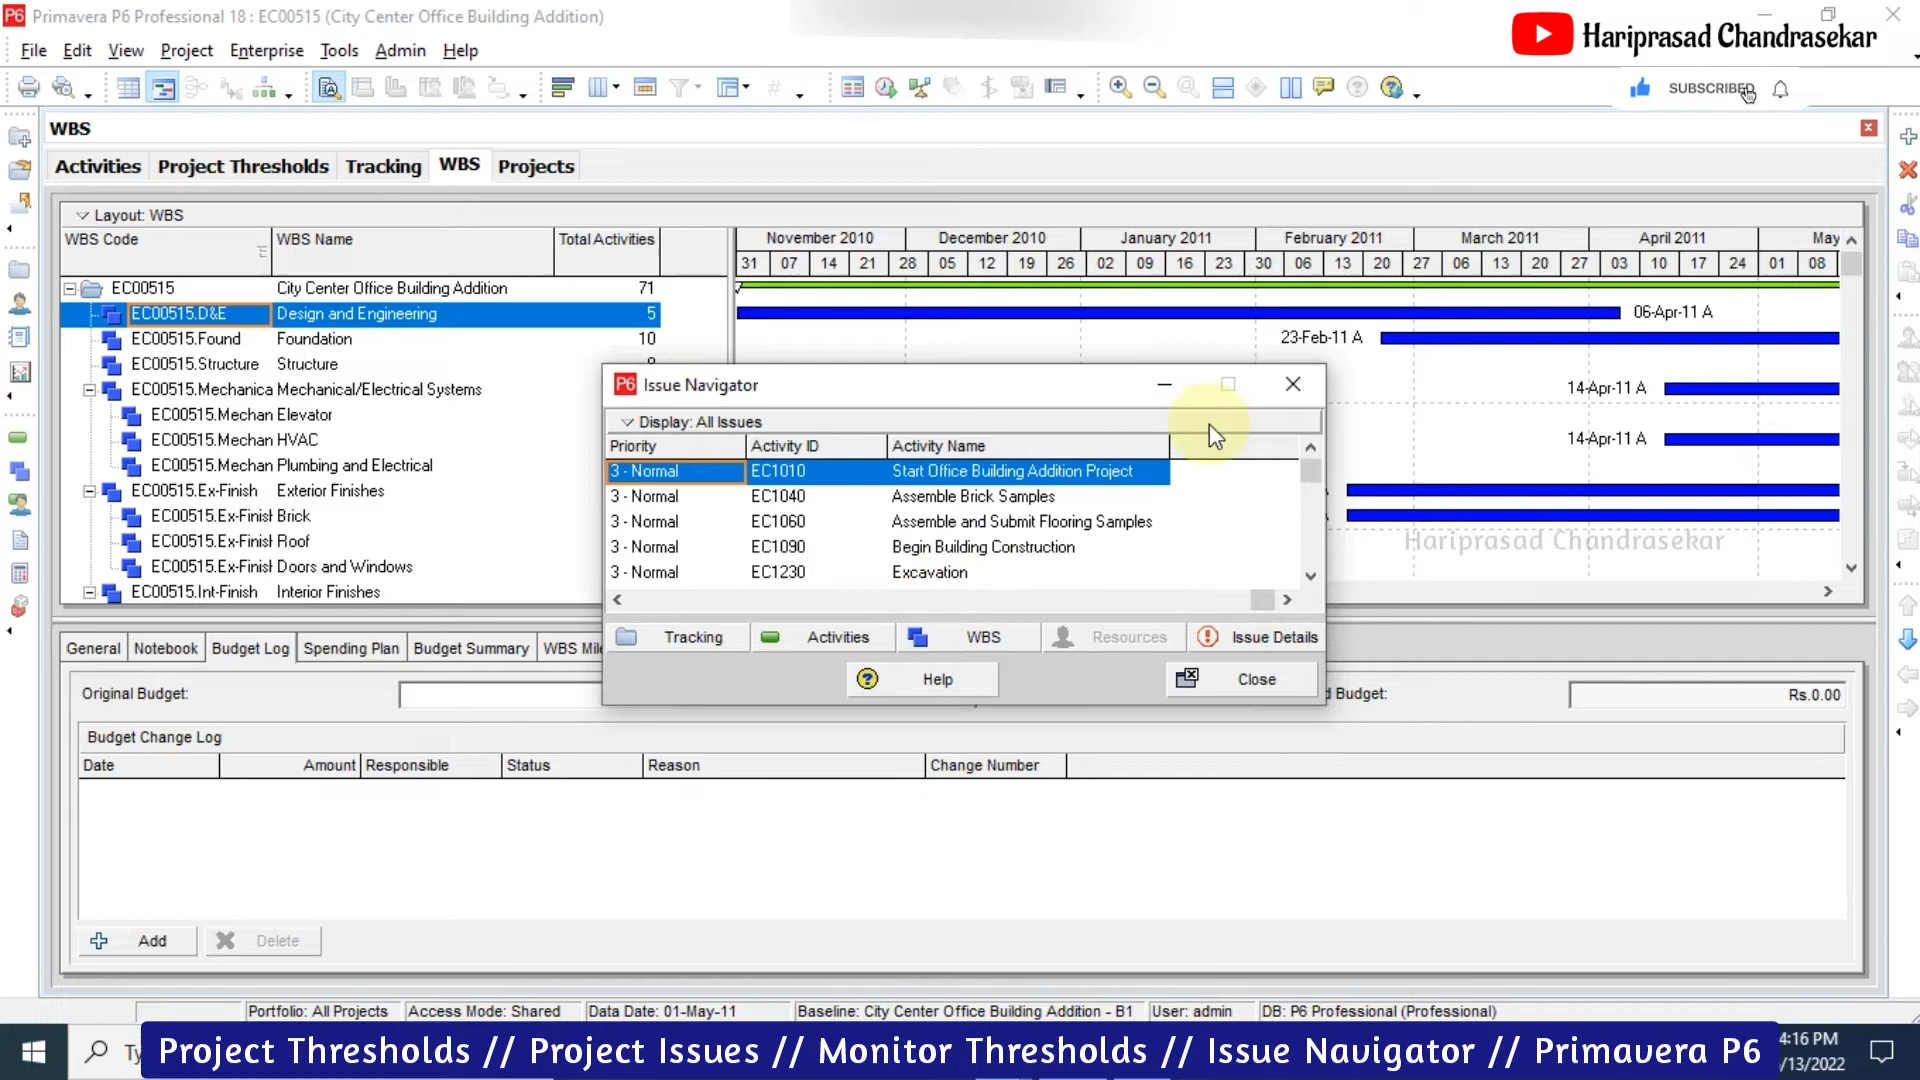 P6 Primavera P6 Professional 18 : EC00515 (City Center Office Building Addition)
Hariprasad Chandrasekar
File Edit View Project Enterprise Tools Admin Help
SUBSCRIBED
WBS
Activities Project Thresholds Tracking WBS Projects
Layout: WBS
WBS Code WBS Name Total Activities
November 2010 December 2010 January 2011 February 2011 March 2011 April 2011 May
31 07 14 21 28 05 12 19 26 02 09 16 23 30 06 13 20 27 06 13 20 27 03 10 17 24 01 08
EC00515 City Center Office Building Addition 71
EC00515.D&E Design and Engineering 5 06-Apr-11 A
EC00515.Found Foundation 10 23-Feb-11 A
EC00515.Structure Structure
EC00515.Mechanica Mechanical/Electrical Systems 14-Apr-11 A
EC00515.Mechan Elevator
EC00515.Mechan HVAC 14-Apr-11 A
EC00515.Mechan Plumbing and Electrical
EC00515.Ex-Finish Exterior Finishes
EC00515.Ex-Finish Brick
EC00515.Ex-Finish Roof
EC00515.Ex-Finish Doors and Windows
EC00515.Int-Finish Interior Finishes
Hariprasad Chandrasekar
P6 Issue Navigator
Display: All Issues
Priority Activity ID Activity Name
3 - Normal EC1010 Start Office Building Addition Project
3 - Normal EC1040 Assemble Brick Samples
3 - Normal EC1060 Assemble and Submit Flooring Samples
3 - Normal EC1090 Begin Building Construction
3 - Normal EC1230 Excavation
Tracking Activities WBS Resources Issue Details
Help Close
General Notebook Budget Log Spending Plan Budget Summary WBS Mile
Original Budget: d Budget: Rs.0.00
Budget Change Log
Date Amount Responsible Status Reason Change Number
Add Delete
Portfolio: All Projects Access Mode: Shared Data Date: 01-May-11 Baseline: City Center Office Building Addition - B1 User: admin DB: P6 Professional (Professional)
Ty
Project Thresholds // Project Issues // Monitor Thresholds // Issue Navigator // Primavera P6
4:16 PM
/13/2022